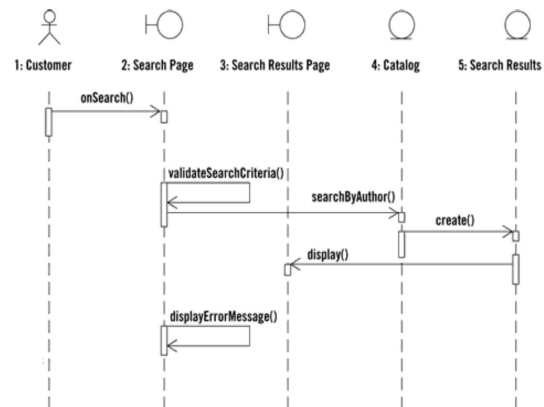 1: Customer
2: Search Page
3: Search Results Page
4: Catalog
5: Search Results
onSearch()
validateSearchCriteria()
searchByAuthor()
create()
display()
displayErrorMessage()